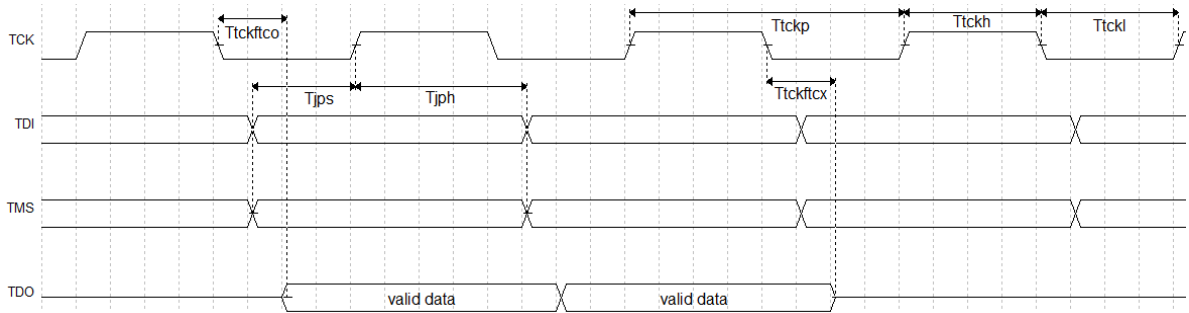 Ttckftco
Ttckp
Ttckh
Ttckl
TCK
Tjps
Tjph
Ttckftcx
TDI
TMS
TDO
valid data
valid data